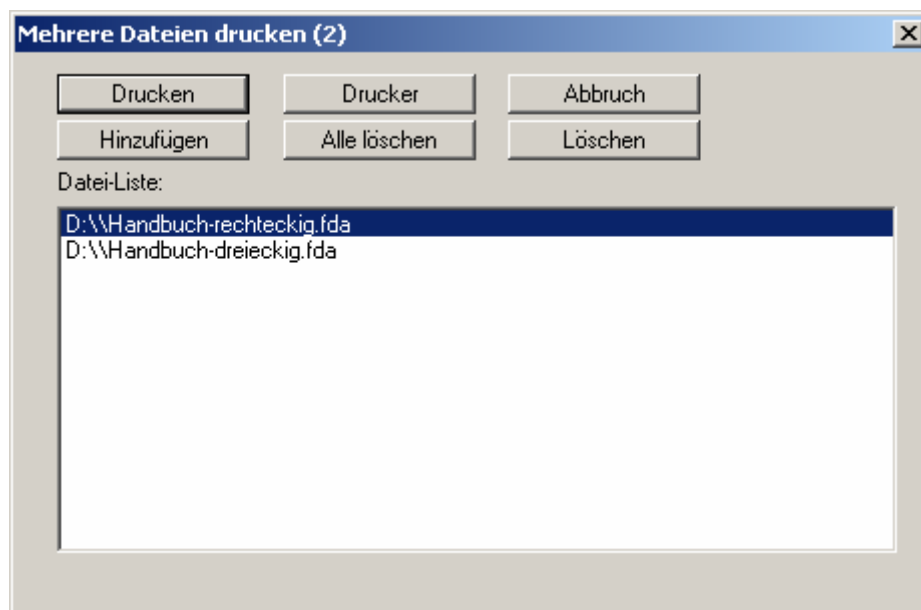 Mehrere Dateien drucken (2)
Drucken Drucker Abbruch
Hinzufügen Alle löschen Löschen
Datei-Liste:
D:\\Handbuch-rechteckig.fda
D:\\Handbuch-dreieckig.fda